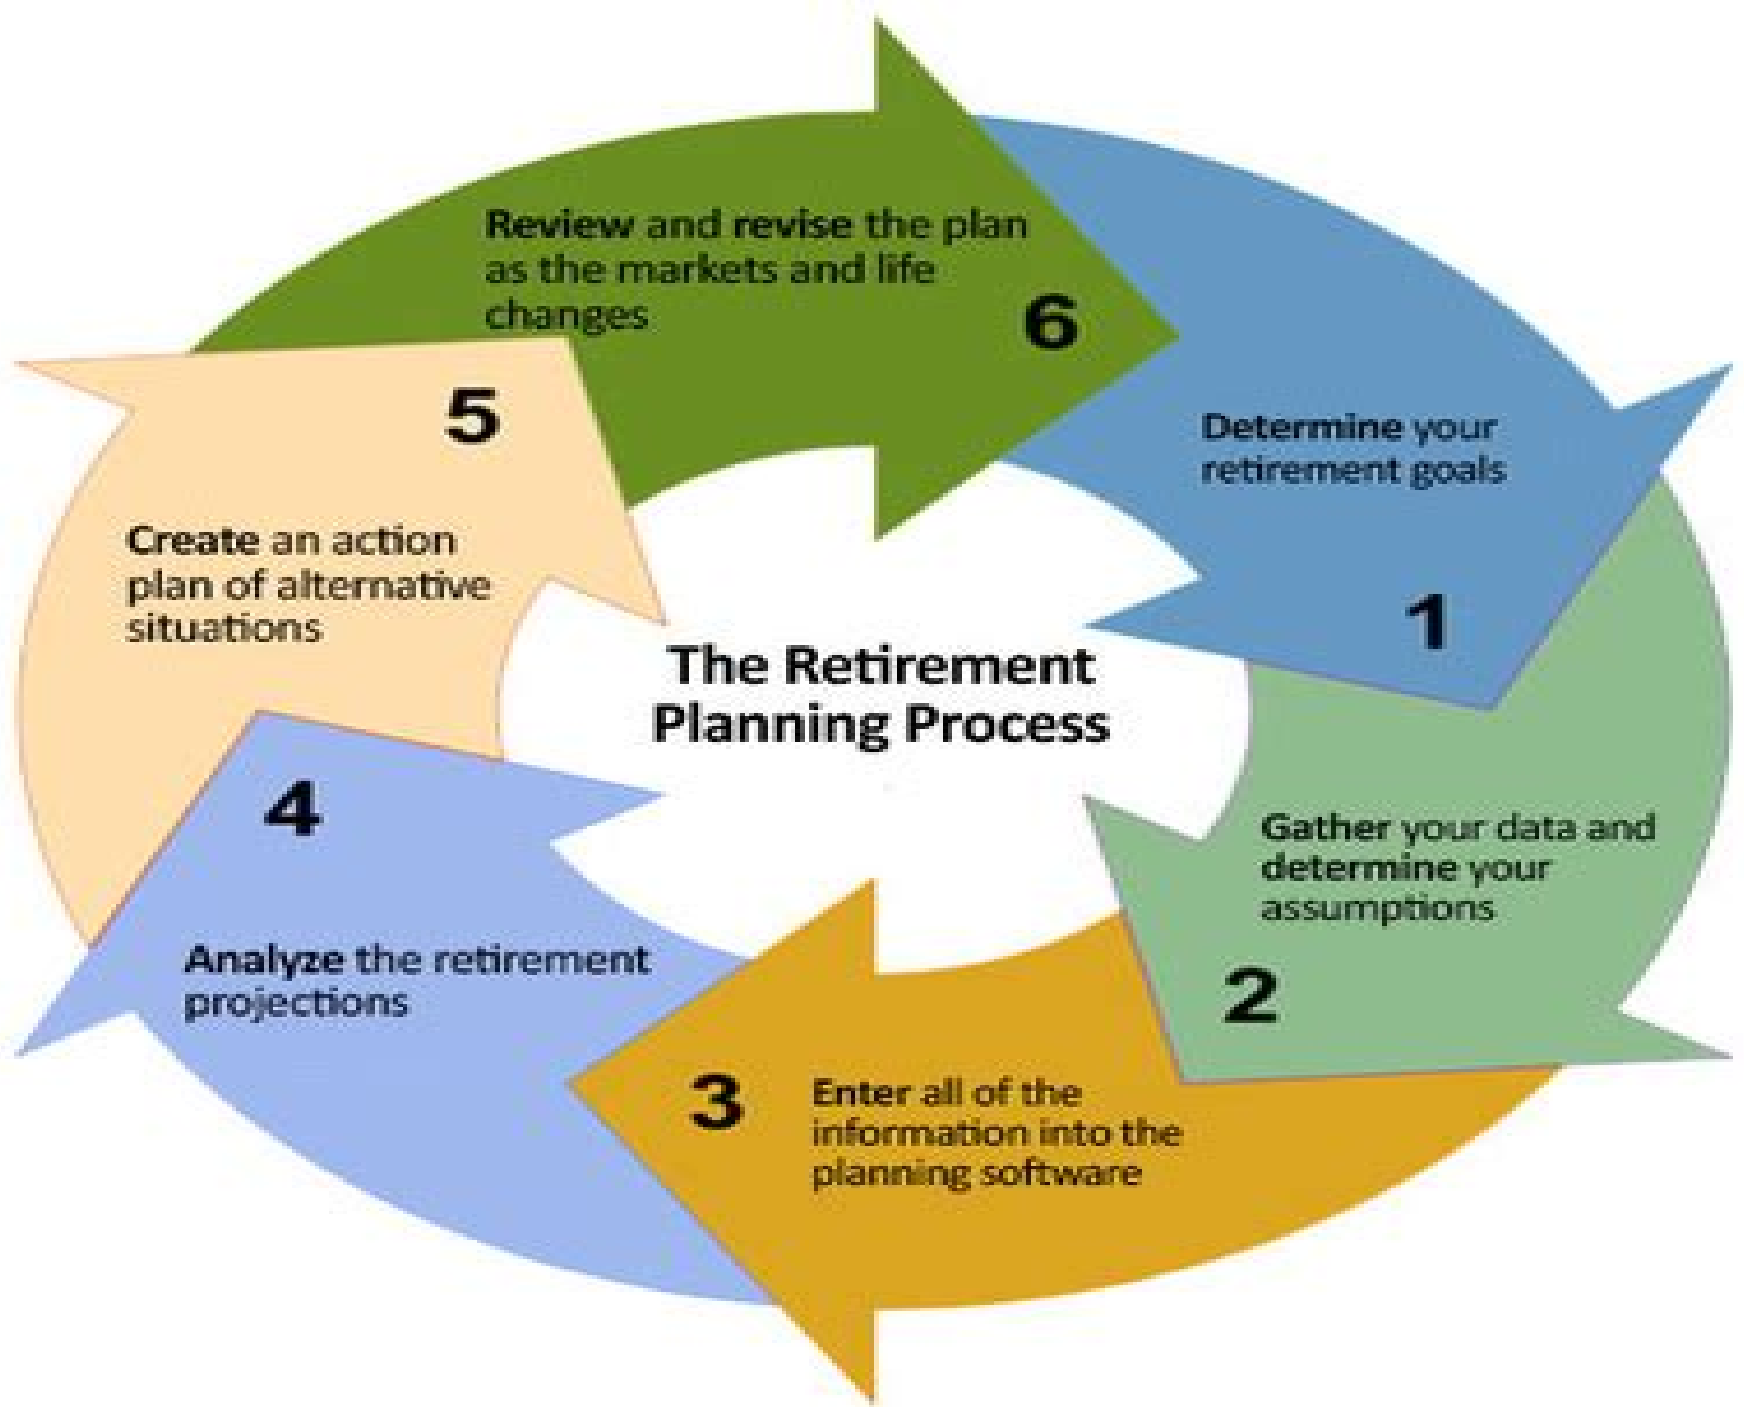 The Retirement
Planning Process
Determine your
retirement goals
1
Gather your data and
determine your
assumptions
2
Enter all of the
information into the
planning software
3
Analyze the retirement
projections
4
Create an action
plan of alternative
situations
5
Review and revise the plan
as the markets and life
changes
6